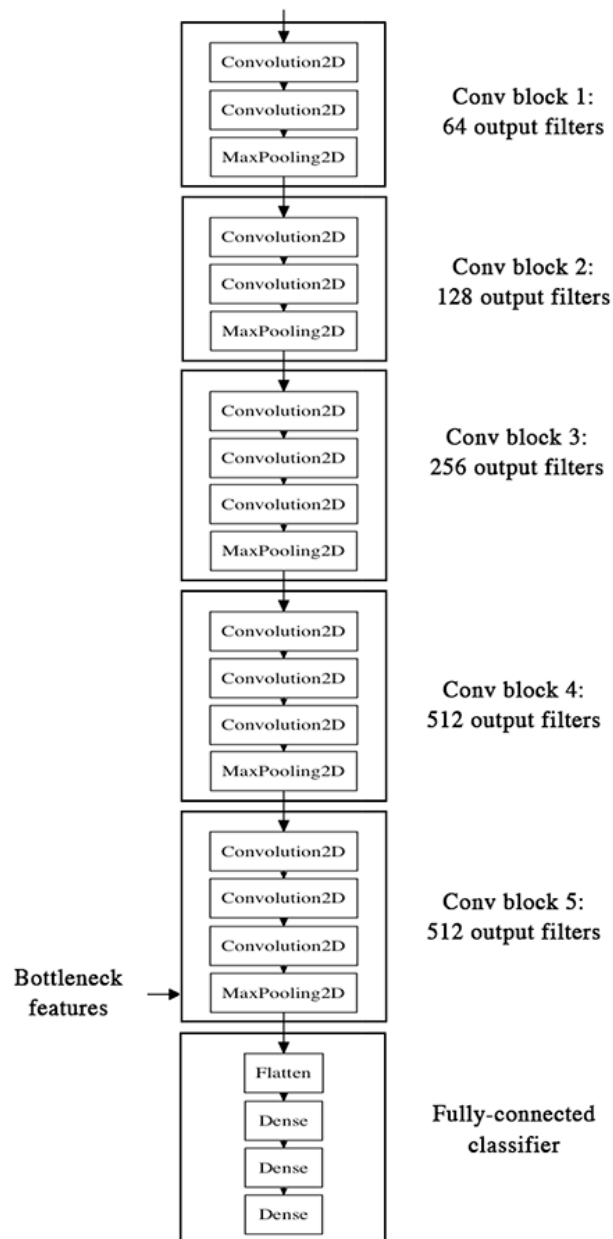 Convolution2D
Convolution2D
MaxPooling2D
Conv block 1:
64 output filters
Convolution2D
Convolution2D
MaxPooling2D
Conv block 2:
128 output filters
Convolution2D
Convolution2D
Convolution2D
MaxPooling2D
Conv block 3:
256 output filters
Convolution2D
Convolution2D
Convolution2D
MaxPooling2D
Conv block 4:
512 output filters
Convolution2D
Convolution2D
Convolution2D
MaxPooling2D
Conv block 5:
512 output filters
Bottleneck
features
Flatten
Dense
Dense
Dense
Fully-connected
classifier